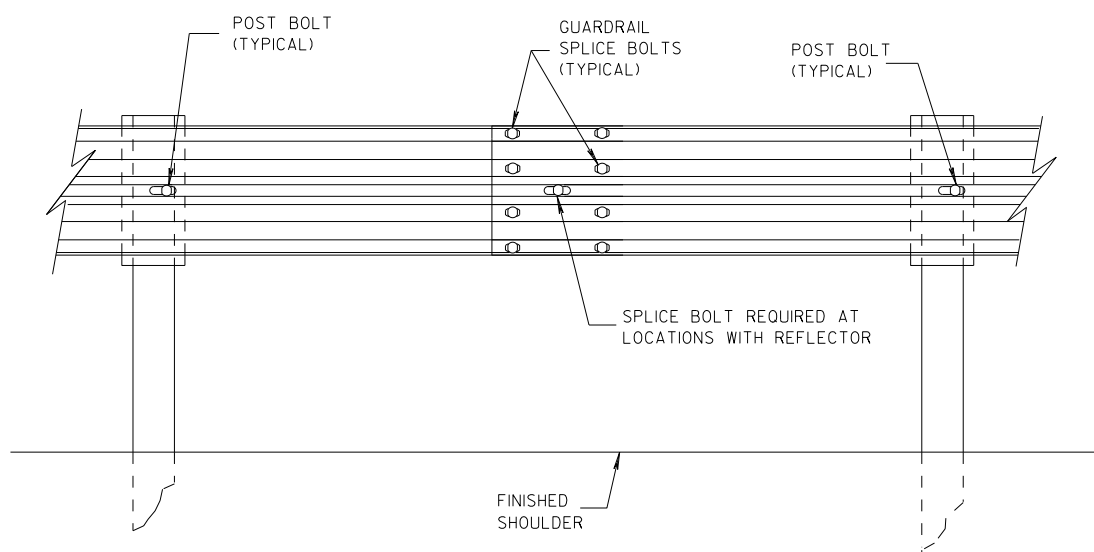 POST BOLT
(TYPICAL)
GUARDRAIL
SPLICE BOLTS
(TYPICAL)
POST BOLT
(TYPICAL)
SPLICE BOLT REQUIRED AT
LOCATIONS WITH REFLECTOR
FINISHED
SHOULDER